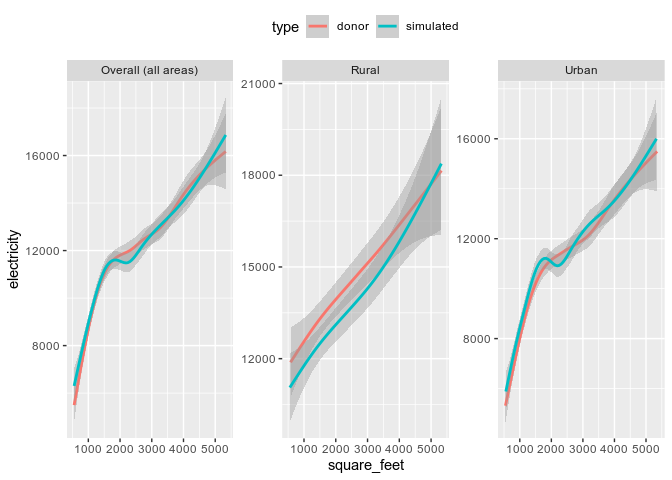 type donor simulated
Overall (all areas) Rural Urban
electricity
16000
12000
8000
21000
18000
15000
12000
16000
12000
8000
1000 2000 3000 4000 5000 1000 2000 3000 4000 5000 1000 2000 3000 4000 5000
square_feet